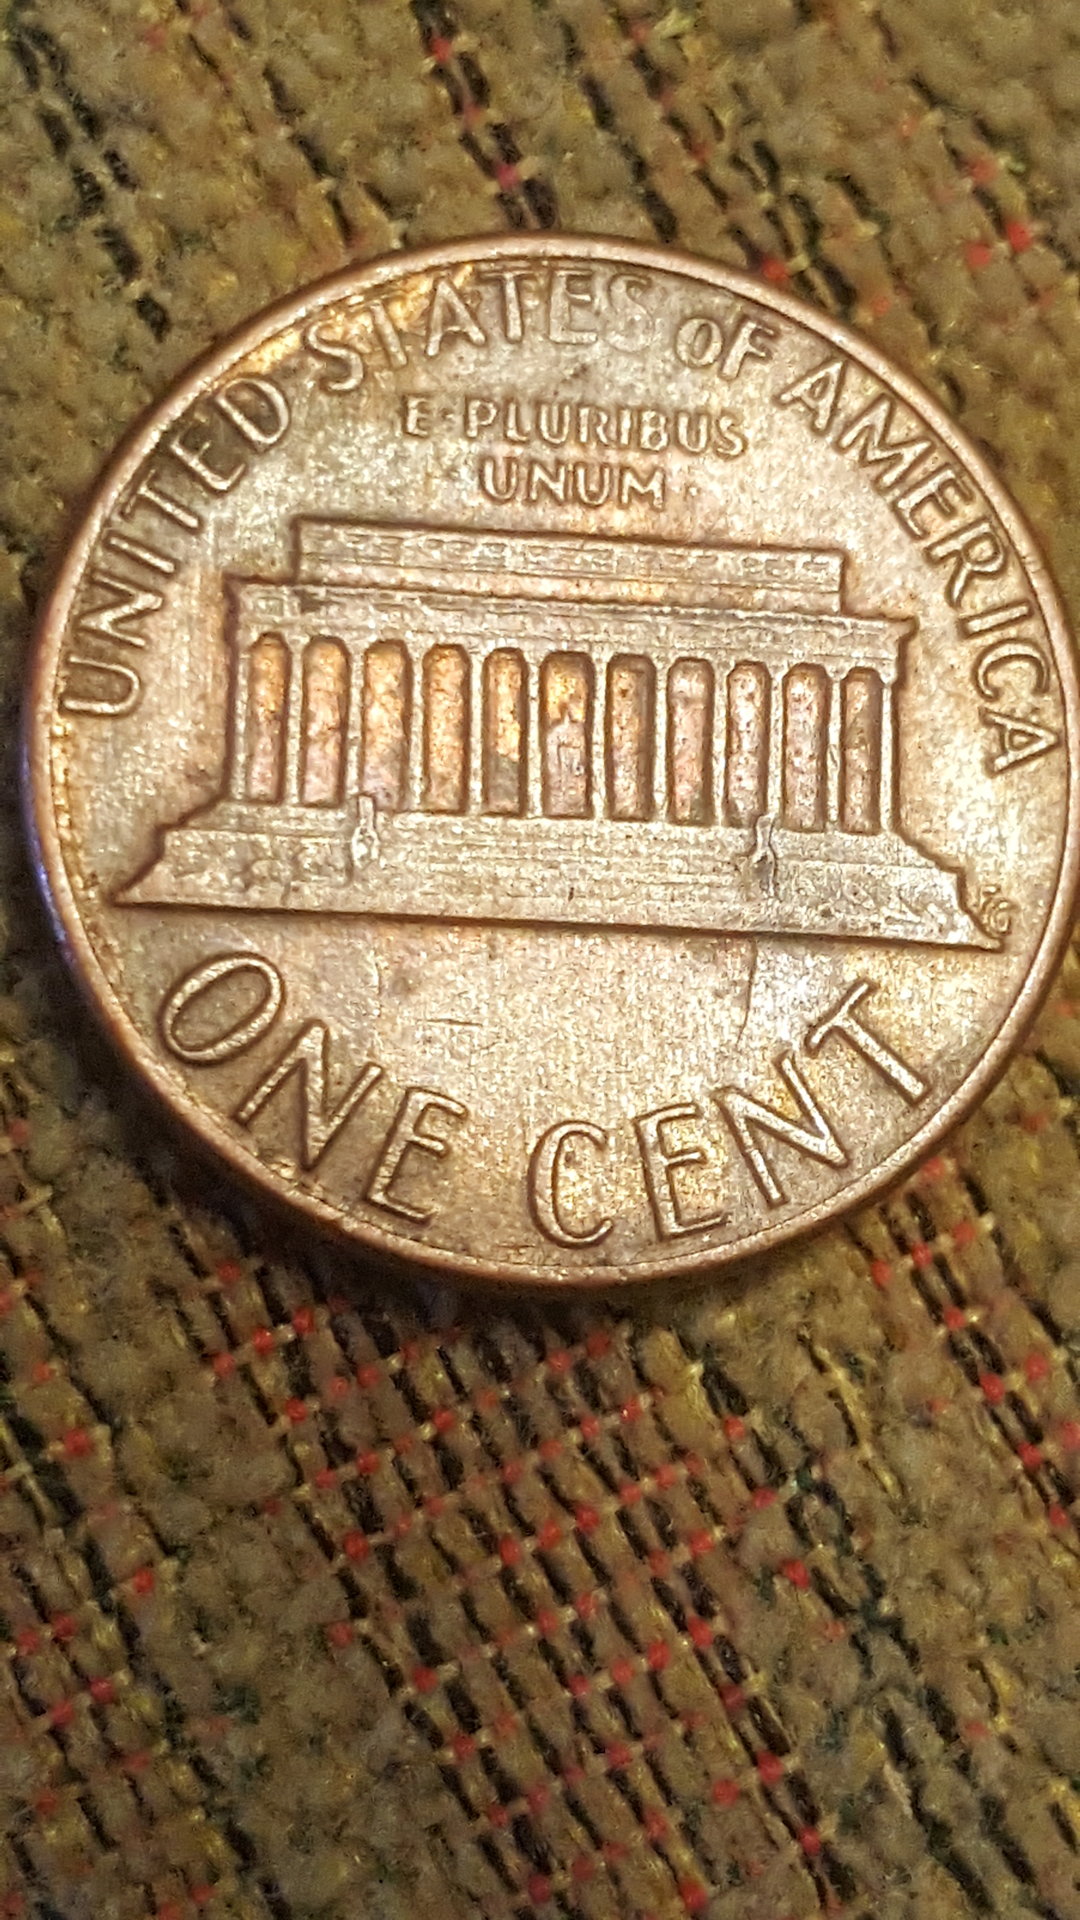 UNITED STATES OF AMERICA
E PLURIBUS
UNUM
ONE CENT